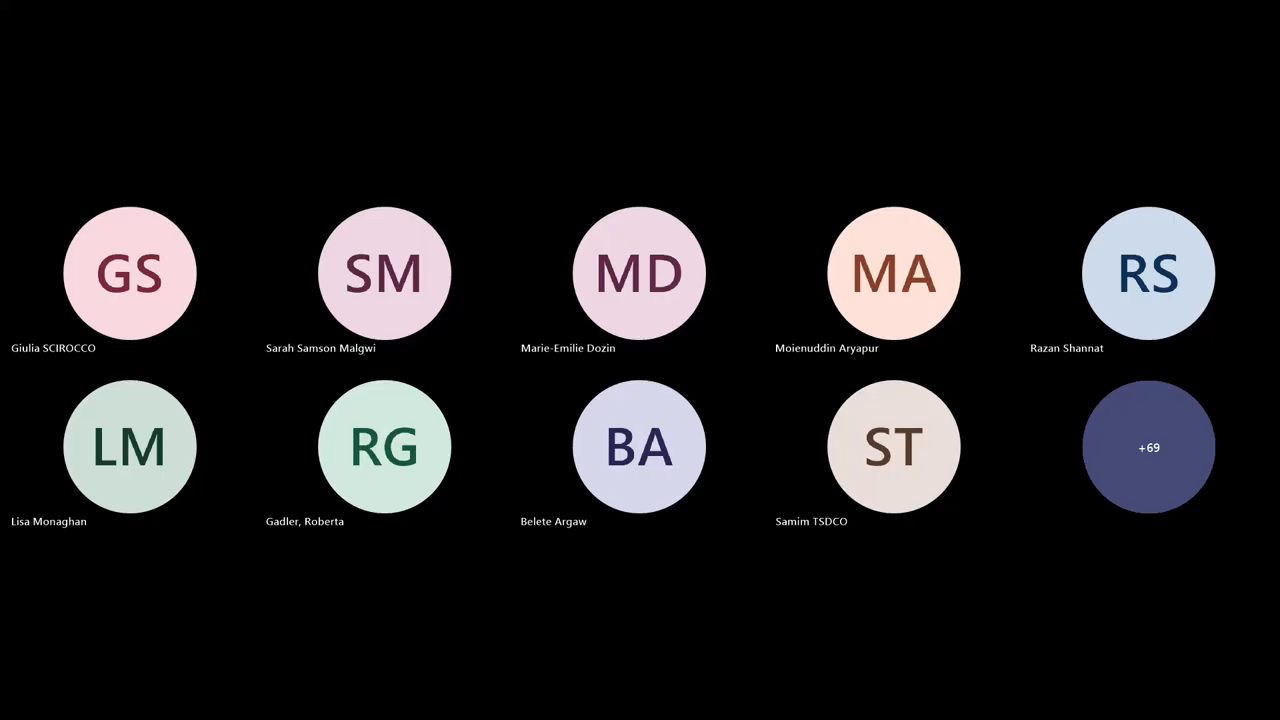 GS
SM
MD
MA
RS
Giulia SCIROCCO
Sarah Samson Malgwi
Marie-Emilie Dozin
Moienuddin Aryapur
Razan Shannat
LM
RG
BA
ST
+69
Lisa Monaghan
Gadler, Roberta
Belete Argaw
Samim TSDCO